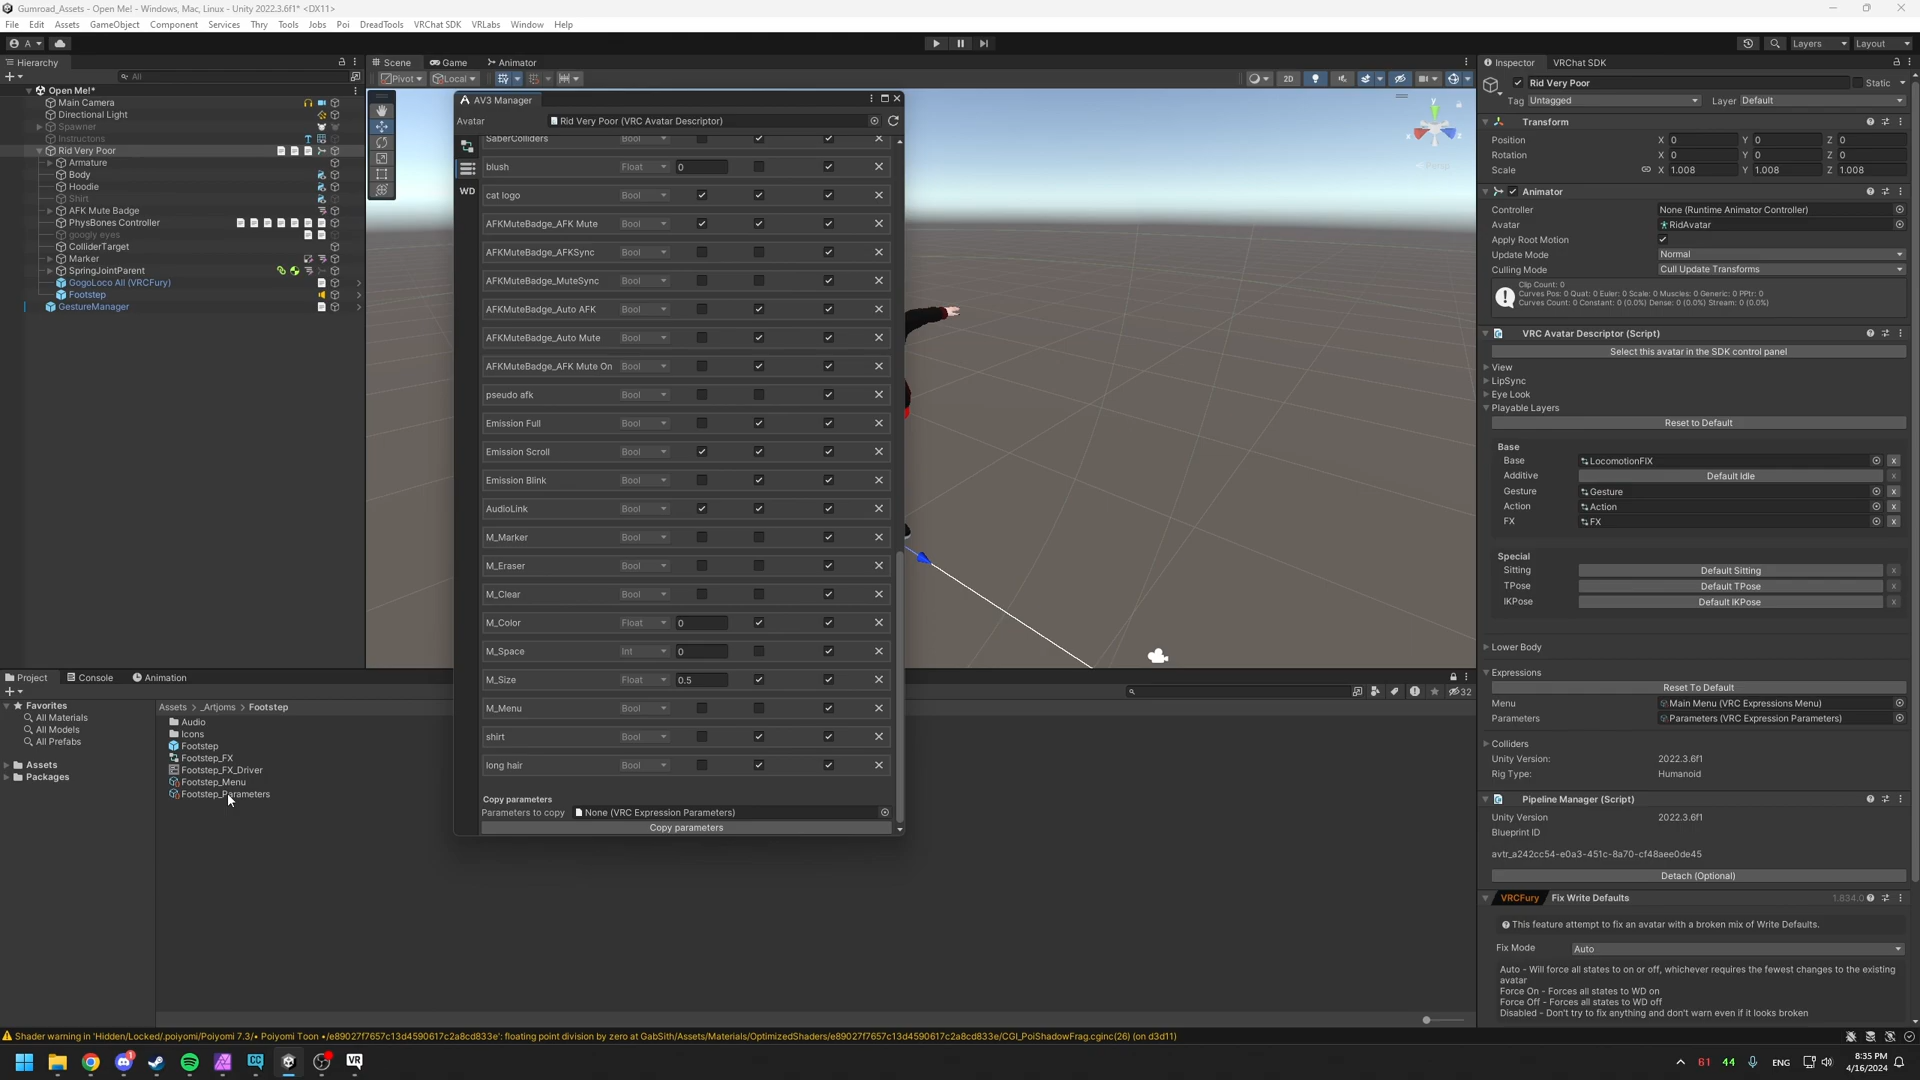 Gumroad_Assets - Open Me! - Windows, Mac, Linux - Unity 2022.3.6f1* <DX11>
File Edit Assets GameObject Component Services Thry Tools Jobs Poi DreadTools VRChat SDK VRLabs Window Help
A Layers Layout
Hierarchy
All
Open Me!*
Main Camera
Directional Light
Spawner
Instructons
Rid Very Poor
Armature
Body
Hoodie
Shirt
AFK Mute Badge
PhysBones Controller
googly eyes
ColliderTarget
Marker
SpringJointParent
GogoLoco All (VRCFury)
Footstep
GestureManager
Scene Game Animator
Pivot Local 2D
Persp
AV3 Manager
Avatar Rid Very Poor (VRC Avatar Descriptor)
WD
SaberColliders Bool
blush Float 0
cat logo Bool
AFKMuteBadge_AFK Mute Bool
AFKMuteBadge_AFKSync Bool
AFKMuteBadge_MuteSync Bool
AFKMuteBadge_Auto AFK Bool
AFKMuteBadge_Auto Mute Bool
AFKMuteBadge_AFK Mute On Bool
pseudo afk Bool
Emission Full Bool
Emission Scroll Bool
Emission Blink Bool
AudioLink Bool
M_Marker Bool
M_Eraser Bool
M_Clear Bool
M_Color Float 0
M_Space Int 0
M_Size Float 0.5
M_Menu Bool
shirt Bool
long hair Bool
Copy parameters
Parameters to copy None (VRC Expression Parameters)
Copy parameters
Inspector VRChat SDK
Rid Very Poor Static
Tag Untagged Layer Default
Transform
Position X 0 Y 0 Z 0
Rotation X 0 Y 0 Z 0
Scale X 1.008 Y 1.008 Z 1.008
Animator
Controller None (Runtime Animator Controller)
Avatar RidAvatar
Apply Root Motion
Update Mode Normal
Culling Mode Cull Update Transforms
Clip Count: 0
Curves Pos: 0 Quat: 0 Euler: 0 Scale: 0 Muscles: 0 Generic: 0 PPtr: 0
Curves Count: 0 Constant: 0 (0.0%) Dense: 0 (0.0%) Stream: 0 (0.0%)
VRC Avatar Descriptor (Script)
Select this avatar in the SDK control panel
View
LipSync
Eye Look
Playable Layers
Reset to Default
Base
Base LocomotionFIX
Additive Default Idle
Gesture Gesture
Action Action
FX FX
Special
Sitting Default Sitting
TPose Default TPose
IKPose Default IKPose
Lower Body
Expressions
Reset To Default
Menu Main Menu (VRC Expressions Menu)
Parameters Parameters (VRC Expression Parameters)
Colliders
Unity Version: 2022.3.6f1
Rig Type: Humanoid
Pipeline Manager (Script)
Unity Version 2022.3.6f1
Blueprint ID
avtr_a242cc54-e0a3-451c-8a70-cf48aee0de45
Detach (Optional)
VRCFury Fix Write Defaults 1.834.0
This feature attempt to fix an avatar with a broken mix of Write Defaults.
Fix Mode Auto
Auto - Will force all states to on or off, whichever requires the fewest changes to the existing
avatar
Force On - Forces all states to WD on
Force Off - Forces all states to WD off
Disabled - Don't try to fix anything and don't warn even if it looks broken
Project Console Animation
32
Favorites
All Materials
All Models
All Prefabs
Assets
Packages
Assets > _Artjoms > Footstep
Audio
Icons
Footstep
Footstep_FX
Footstep_FX_Driver
Footstep_Menu
Footstep_Parameters
Shader warning in 'Hidden/Locked/.poiyomi/Poiyomi 7.3/• Poiyomi Toon •/e89027f7657c13d4590617c2a8cd833e': floating point division by zero at GabSith/Assets/Materials/OptimizedShaders/e89027f7657c13d4590617c2a8cd833e/CGI_PoiShadowFrag.cginc(26) (on d3d11)
1 CC VR
61 44 ENG
8:35 PM
4/16/2024